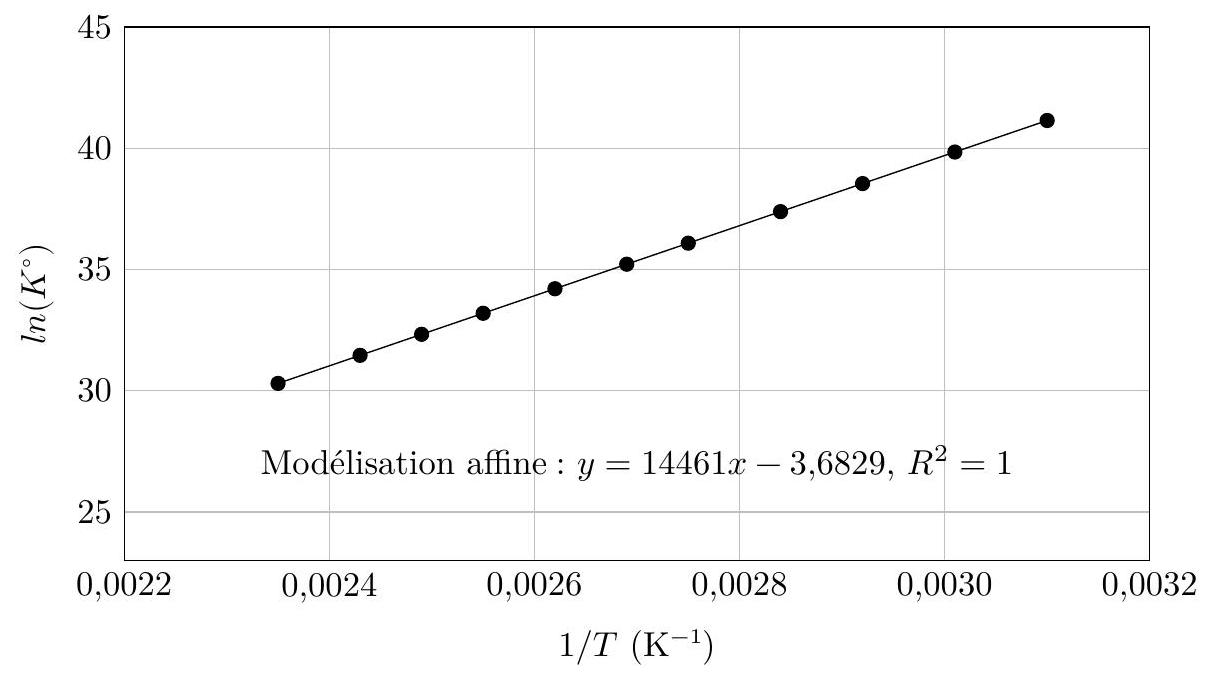 45
40
35
30
25
ln(K°)
Modélisation affine : y = 14461x − 3,6829, R² = 1
0,0022 0,0024 0,0026 0,0028 0,0030 0,0032
1/T (K⁻¹)